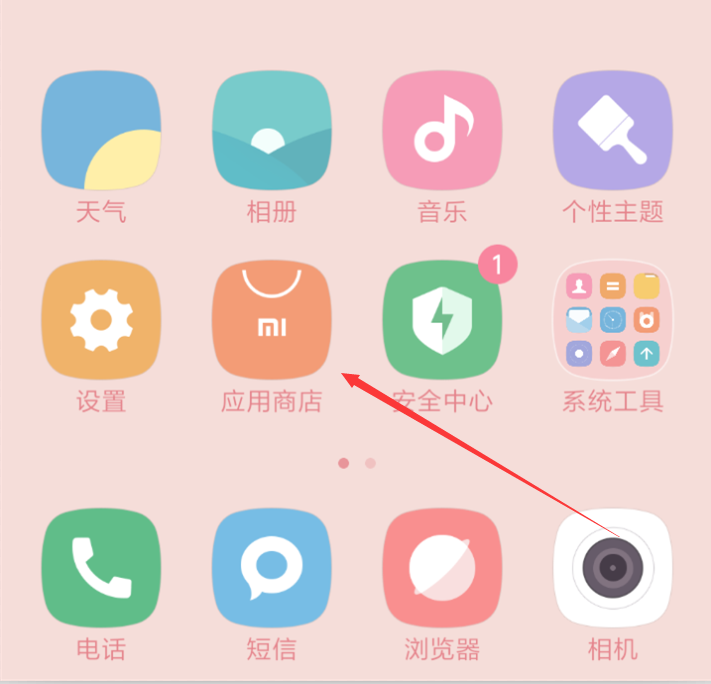 天气 相册 音乐 个性主题
mi
1
设置 应用商店 安全中心 系统工具
电话 短信 浏览器 相机